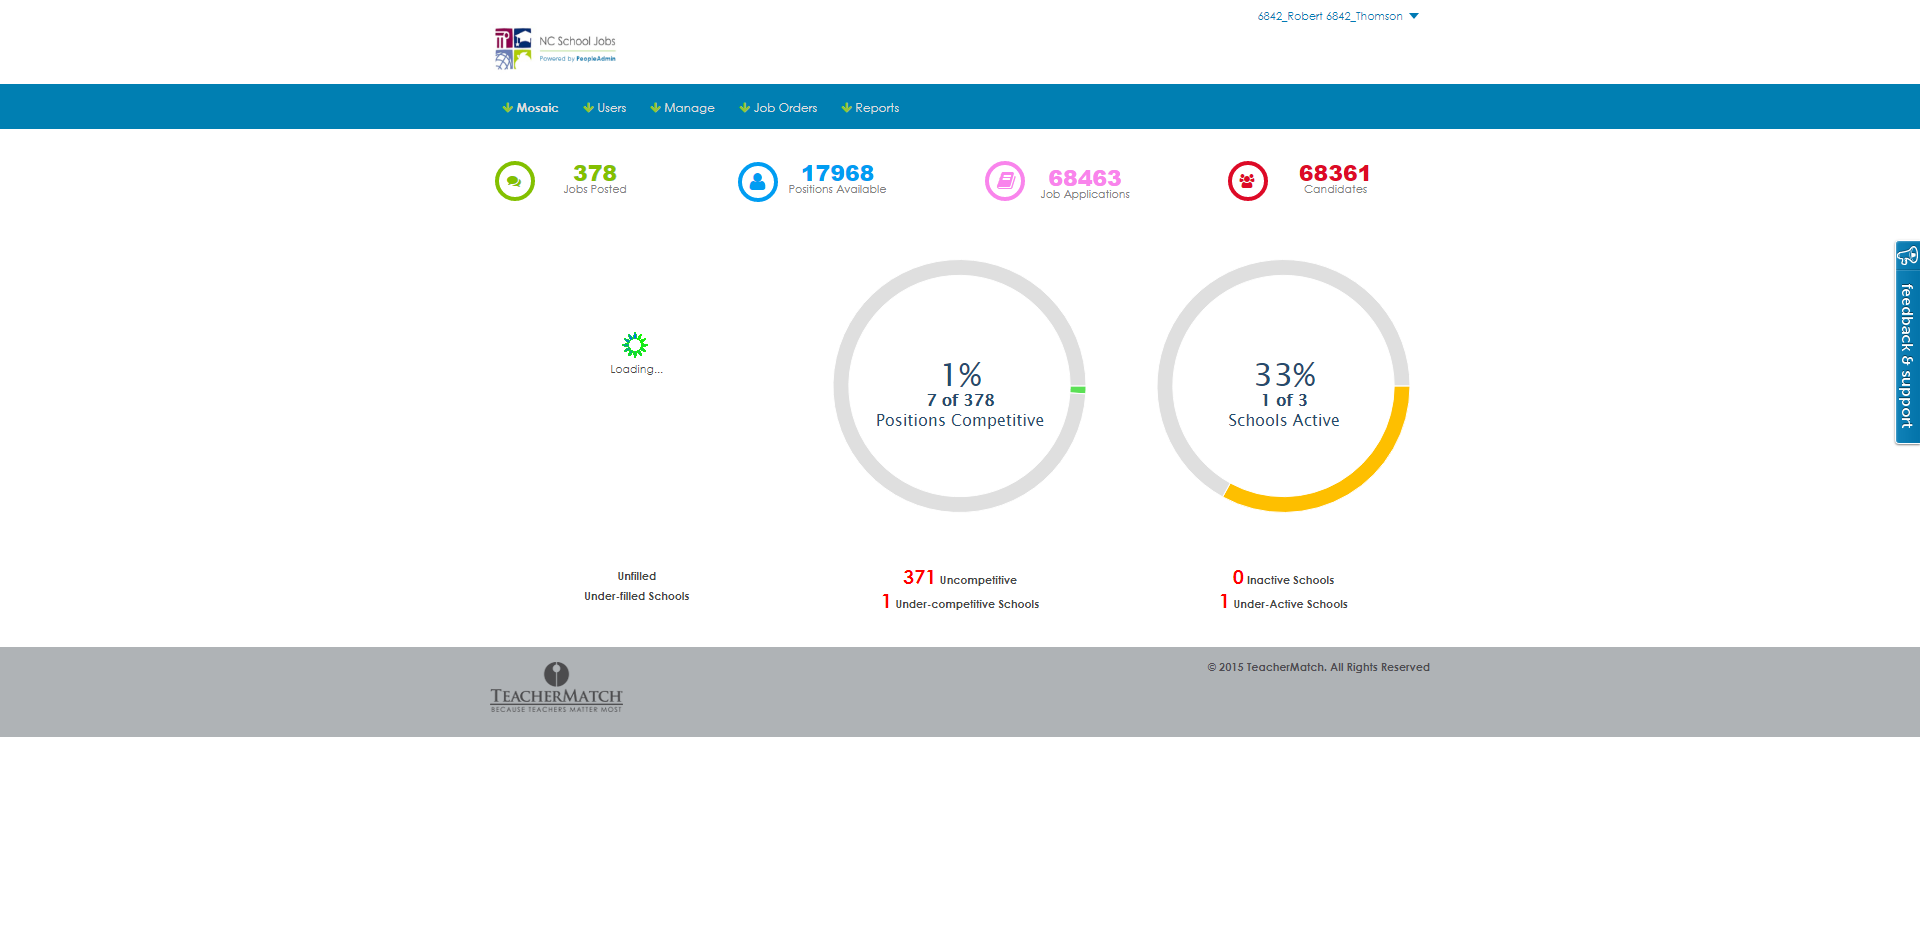 6842_Robert 6842_Thomson
NC School Jobs
Powered by PeopleAdmin
Mosaic Users Manage Job Orders Reports
378
Jobs Posted
17968
Positions Available
68463
Job Applications
68361
Candidates
feedback & support
Loading...
1%
7 of 378
Positions Competitive
33%
1 of 3
Schools Active
Unfilled
Under-filled Schools
371 Uncompetitive
1 Under-competitive Schools
0 Inactive Schools
1 Under-Active Schools
TEACHERMATCH
BECAUSE TEACHERS MATTER MOST
© 2015 TeacherMatch. All Rights Reserved